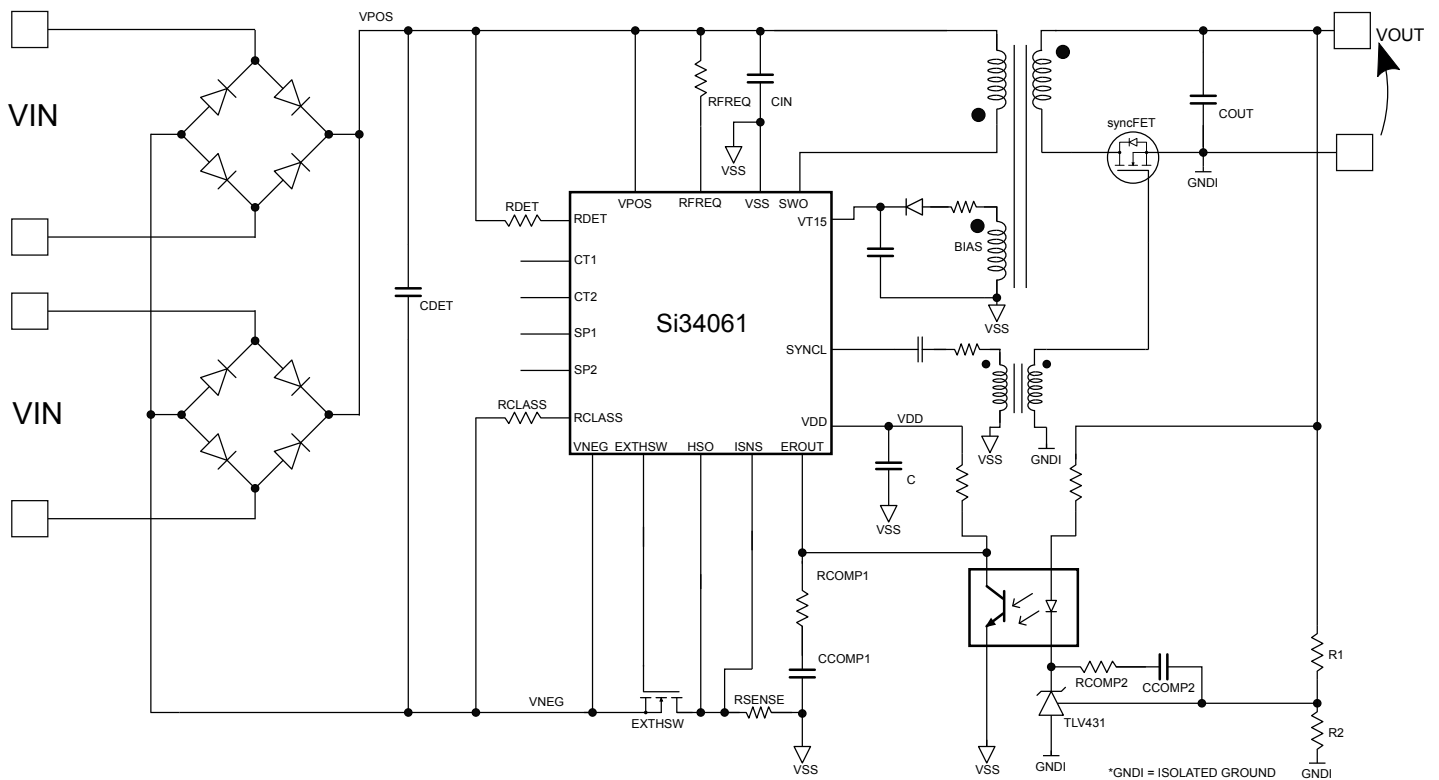 VPOS
VOUT
VIN
RFREQ
CIN
COUT
syncFET
VSS
GNDI
VPOS
RFREQ
VSS
SWO
RDET
RDET
VT15
BIAS
CT1
CT2
CDET
SP1
Si34061
VSS
SYNCL
SP2
VIN
RCLASS
RCLASS
VDD
VDD
VNEG
EXTHSW
HSO
ISNS
EROUT
VSS
GNDI
C
VSS
RCOMP1
CCOMP1
R1
RCOMP2
CCOMP2
VNEG
RSENSE
EXTHSW
TLV431
R2
VSS
VSS
GNDI
*GNDI = ISOLATED GROUND
GNDI